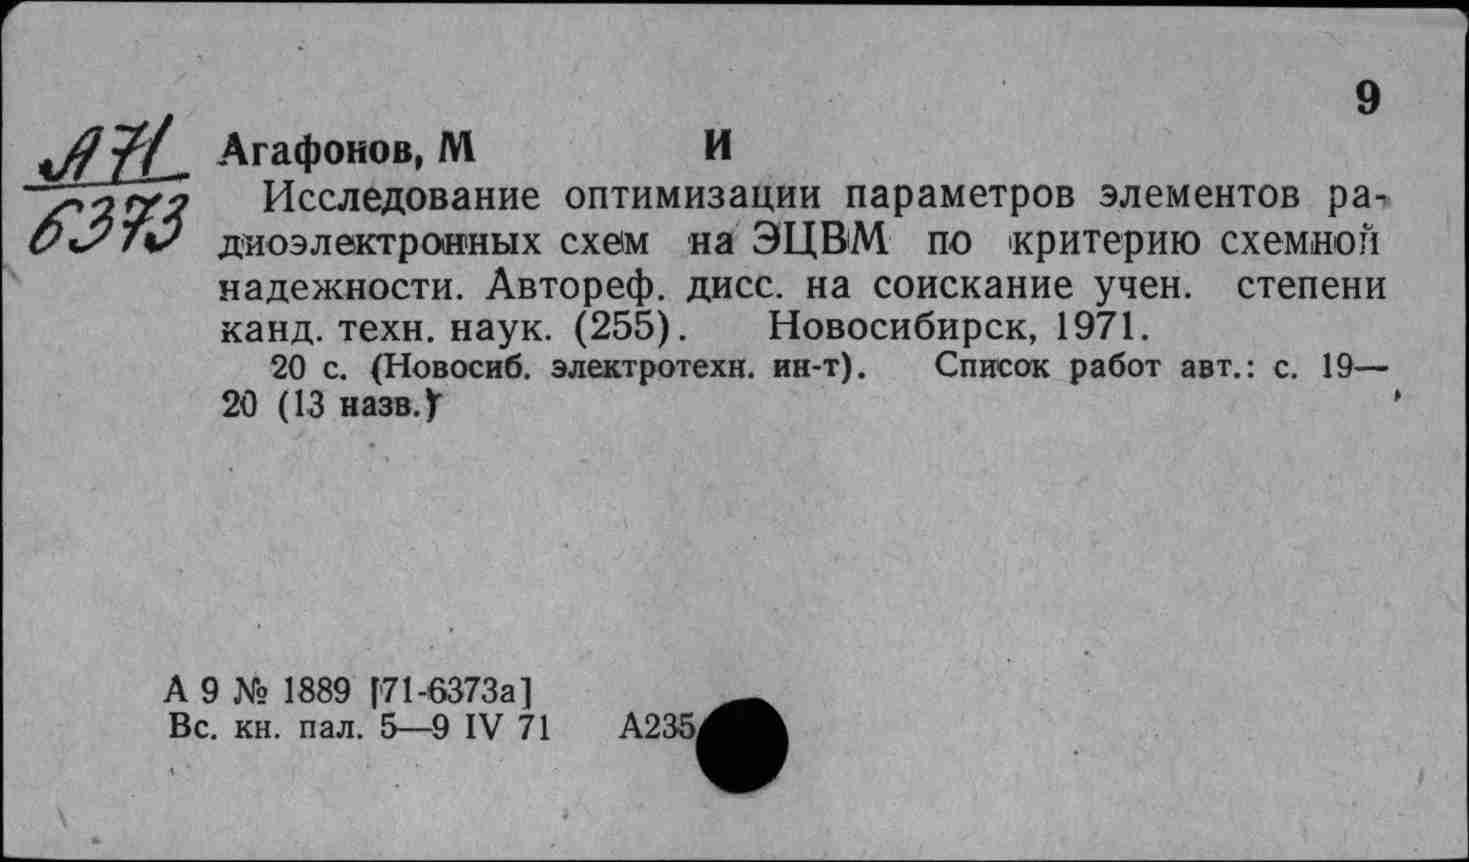 9
А71
6373
Агафонов, М И
Исследование оптимизации параметров элементов ра-
диоэлектронных схем на ЭЦВМ по критерию схемной
надежности. Автореф. дисс. на соискание учен. степени
канд. техн. наук. (255). Новосибирск, 1971.
20 с. (Новосиб. электротехн. ин-т). Список работ авт.: с. 19—
20 (13 назв.)
А 9 № 1889 [71-6373а]
Вс. кн. пал. 5—9 IV 71 А235